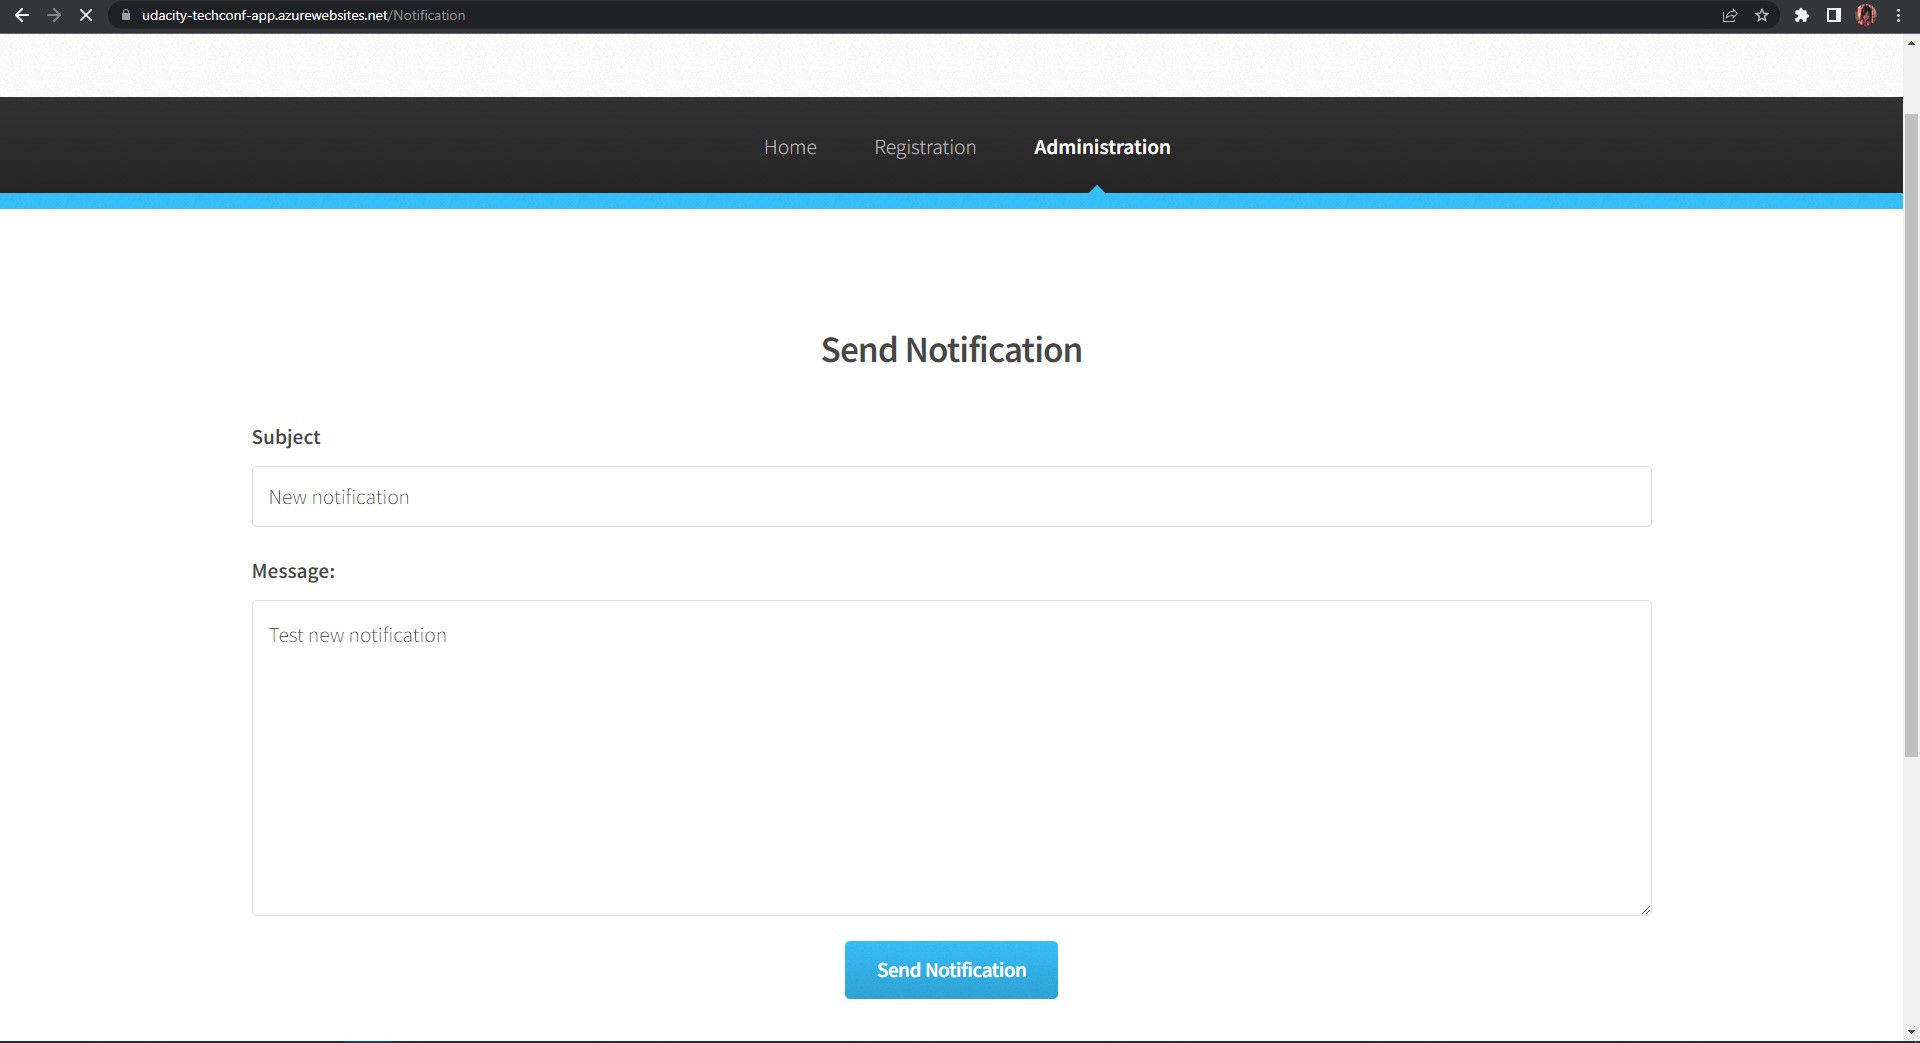 udacity-techconf-app.azurewebsites.net/Notification
Home Registration Administration
Send Notification
Subject
New notification
Message:
Test new notification
Send Notification